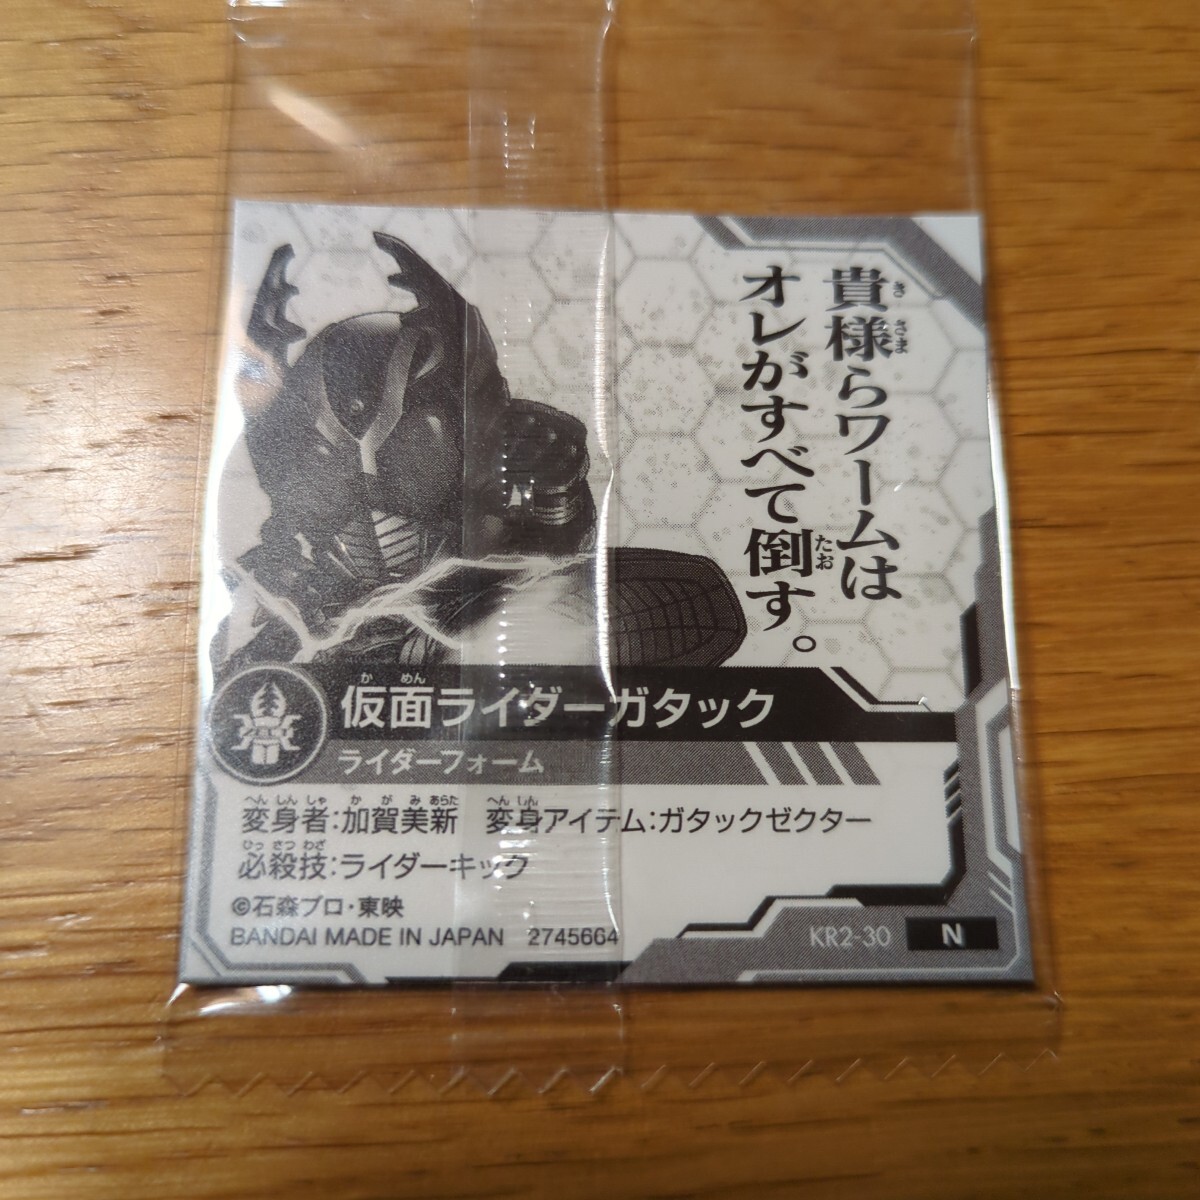 貴様らワームは
オレがすべて倒す。
仮面ライダーガタック
ライダーフォーム
変身者:加賀美新 変身アイテム:ガタックゼクター
必殺技:ライダーキック
©石森プロ・東映
BANDAI MADE IN JAPAN 2745664
KR2-30 N